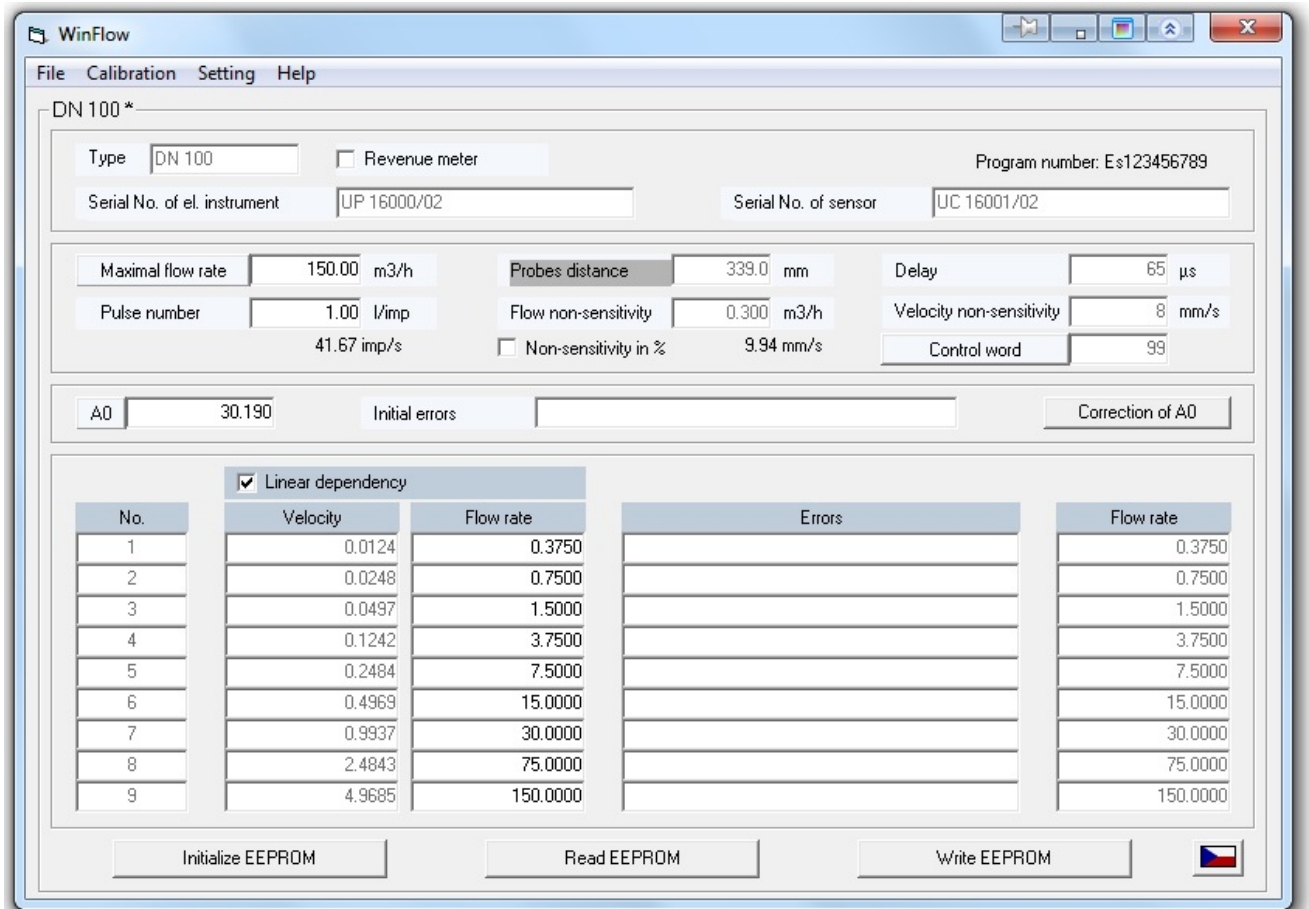 WinFlow
File Calibration Setting Help
DN 100 *
Type DN 100 Revenue meter Program number: Es123456789
Serial No. of el. instrument UP 16000/02 Serial No. of sensor UC 16001/02
Maximal flow rate 150.00 m3/h Probes distance 339.0 mm Delay 65 µs
Pulse number 1.00 l/imp Flow non-sensitivity 0.300 m3/h Velocity non-sensitivity 8 mm/s
41.67 imp/s Non-sensitivity in % 9.94 mm/s Control word 99
A0 30.190 Initial errors Correction of A0
Linear dependency
No. Velocity Flow rate Errors Flow rate
1 0.0124 0.3750 0.3750
2 0.0248 0.7500 0.7500
3 0.0497 1.5000 1.5000
4 0.1242 3.7500 3.7500
5 0.2484 7.5000 7.5000
6 0.4969 15.0000 15.0000
7 0.9937 30.0000 30.0000
8 2.4843 75.0000 75.0000
9 4.9685 150.0000 150.0000
Initialize EEPROM Read EEPROM Write EEPROM